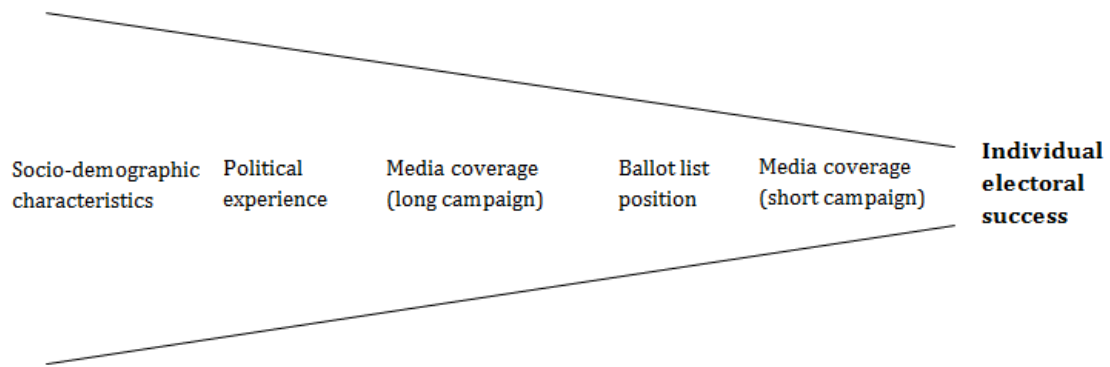 Socio-demographic
characteristics
Political
experience
Media coverage
(long campaign)
Ballot list
position
Media coverage
(short campaign)
Individual
electoral
success